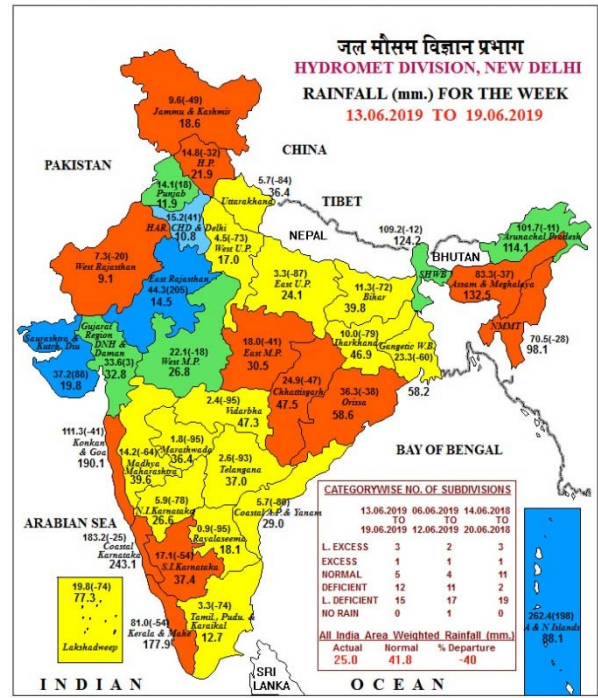 जल मौसम विज्ञान प्रभाग
HYDROMET DIVISION, NEW DELHI
RAINFALL (mm.) FOR THE WEEK
13.06.2019 TO 19.06.2019
9.6(-49)
Jammu & Kashmir
18.6
CHINA
14.8(-32)
H.P.
21.9
PAKISTAN
14.1(18)
Punjab
11.9
5.7(-84)
36.4
Uttarakhand
TIBET
15.2(41)
HAR. CHD & Delhi
10.8
NEPAL
4.5(-73)
West U.P.
17.0
109.2(-12)
124.2
101.7(-11)
Arunachal Pradesh
114.1
BHUTAN
SHWB
7.3(-20)
West Rajasthan
9.1
East Rajasthan
44.3(205)
14.5
3.3(-87)
East U.P.
24.1
11.3(-72)
Bihar
39.8
83.3(-37)
Assam & Meghalaya
132.5
NMMT
70.5(-28)
98.1
Gujarat
Region
DNH &
Daman
33.6(3)
32.8
Saurashtra &
Kutch, Diu
37.2(88)
19.8
22.1(-18)
West M.P.
26.8
18.0(-41)
East M.P.
30.5
10.0(-79)
Jharkhand
46.9
Gangetic W.B.
23.3(-60)
58.2
24.9(-47)
Chhattisgarh
47.5
36.3(-38)
Orissa
58.6
2.4(-95)
Vidarbha
47.3
111.3(-41)
Konkan
& Goa
190.1
14.2(-64)
Madhya
Maharashtra
39.6
1.8(-95)
Marathwada
36.4
2.6(-93)
Telangana
37.0
BAY OF BENGAL
5.9(-78)
N.I.Karnataka
26.6
5.7(-80)
Coastal A.P & Yanam
29.0
ARABIAN SEA
183.2(-25)
Coastal
Karnataka
243.1
0.9(-95)
Rayalaseema
18.1
17.1(-54)
S.I.Karnataka
37.4
3.3(-74)
Tamil, Pudu. &
Karaikal
12.7
19.8(-74)
77.3
Lakshadweep
81.0(-54)
Kerala & Mahe
177.9
CATEGORYWISE NO. OF SUBDIVISIONS
13.06.2019 06.06.2019 14.06.2018
TO TO TO
19.06.2019 12.06.2019 20.06.2018
L. EXCESS 3 2 3
EXCESS 1 1 1
NORMAL 5 4 11
DEFICIENT 12 11 2
L. DEFICIENT 15 17 19
NO RAIN 0 1 0
All India Area Weighted Rainfall (mm.)
Actual Normal % Departure
25.0 41.8 -40
262.4(198)
A & N Islands
88.1
SRI
LANKA
INDIAN OCEAN